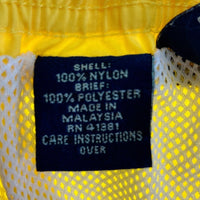 SHELL:
100% NYLON
BRIEF:
100% POLYESTER
MADE IN
MALAYSIA
RN 41381
CARE INSTRUCTIONS
OVER